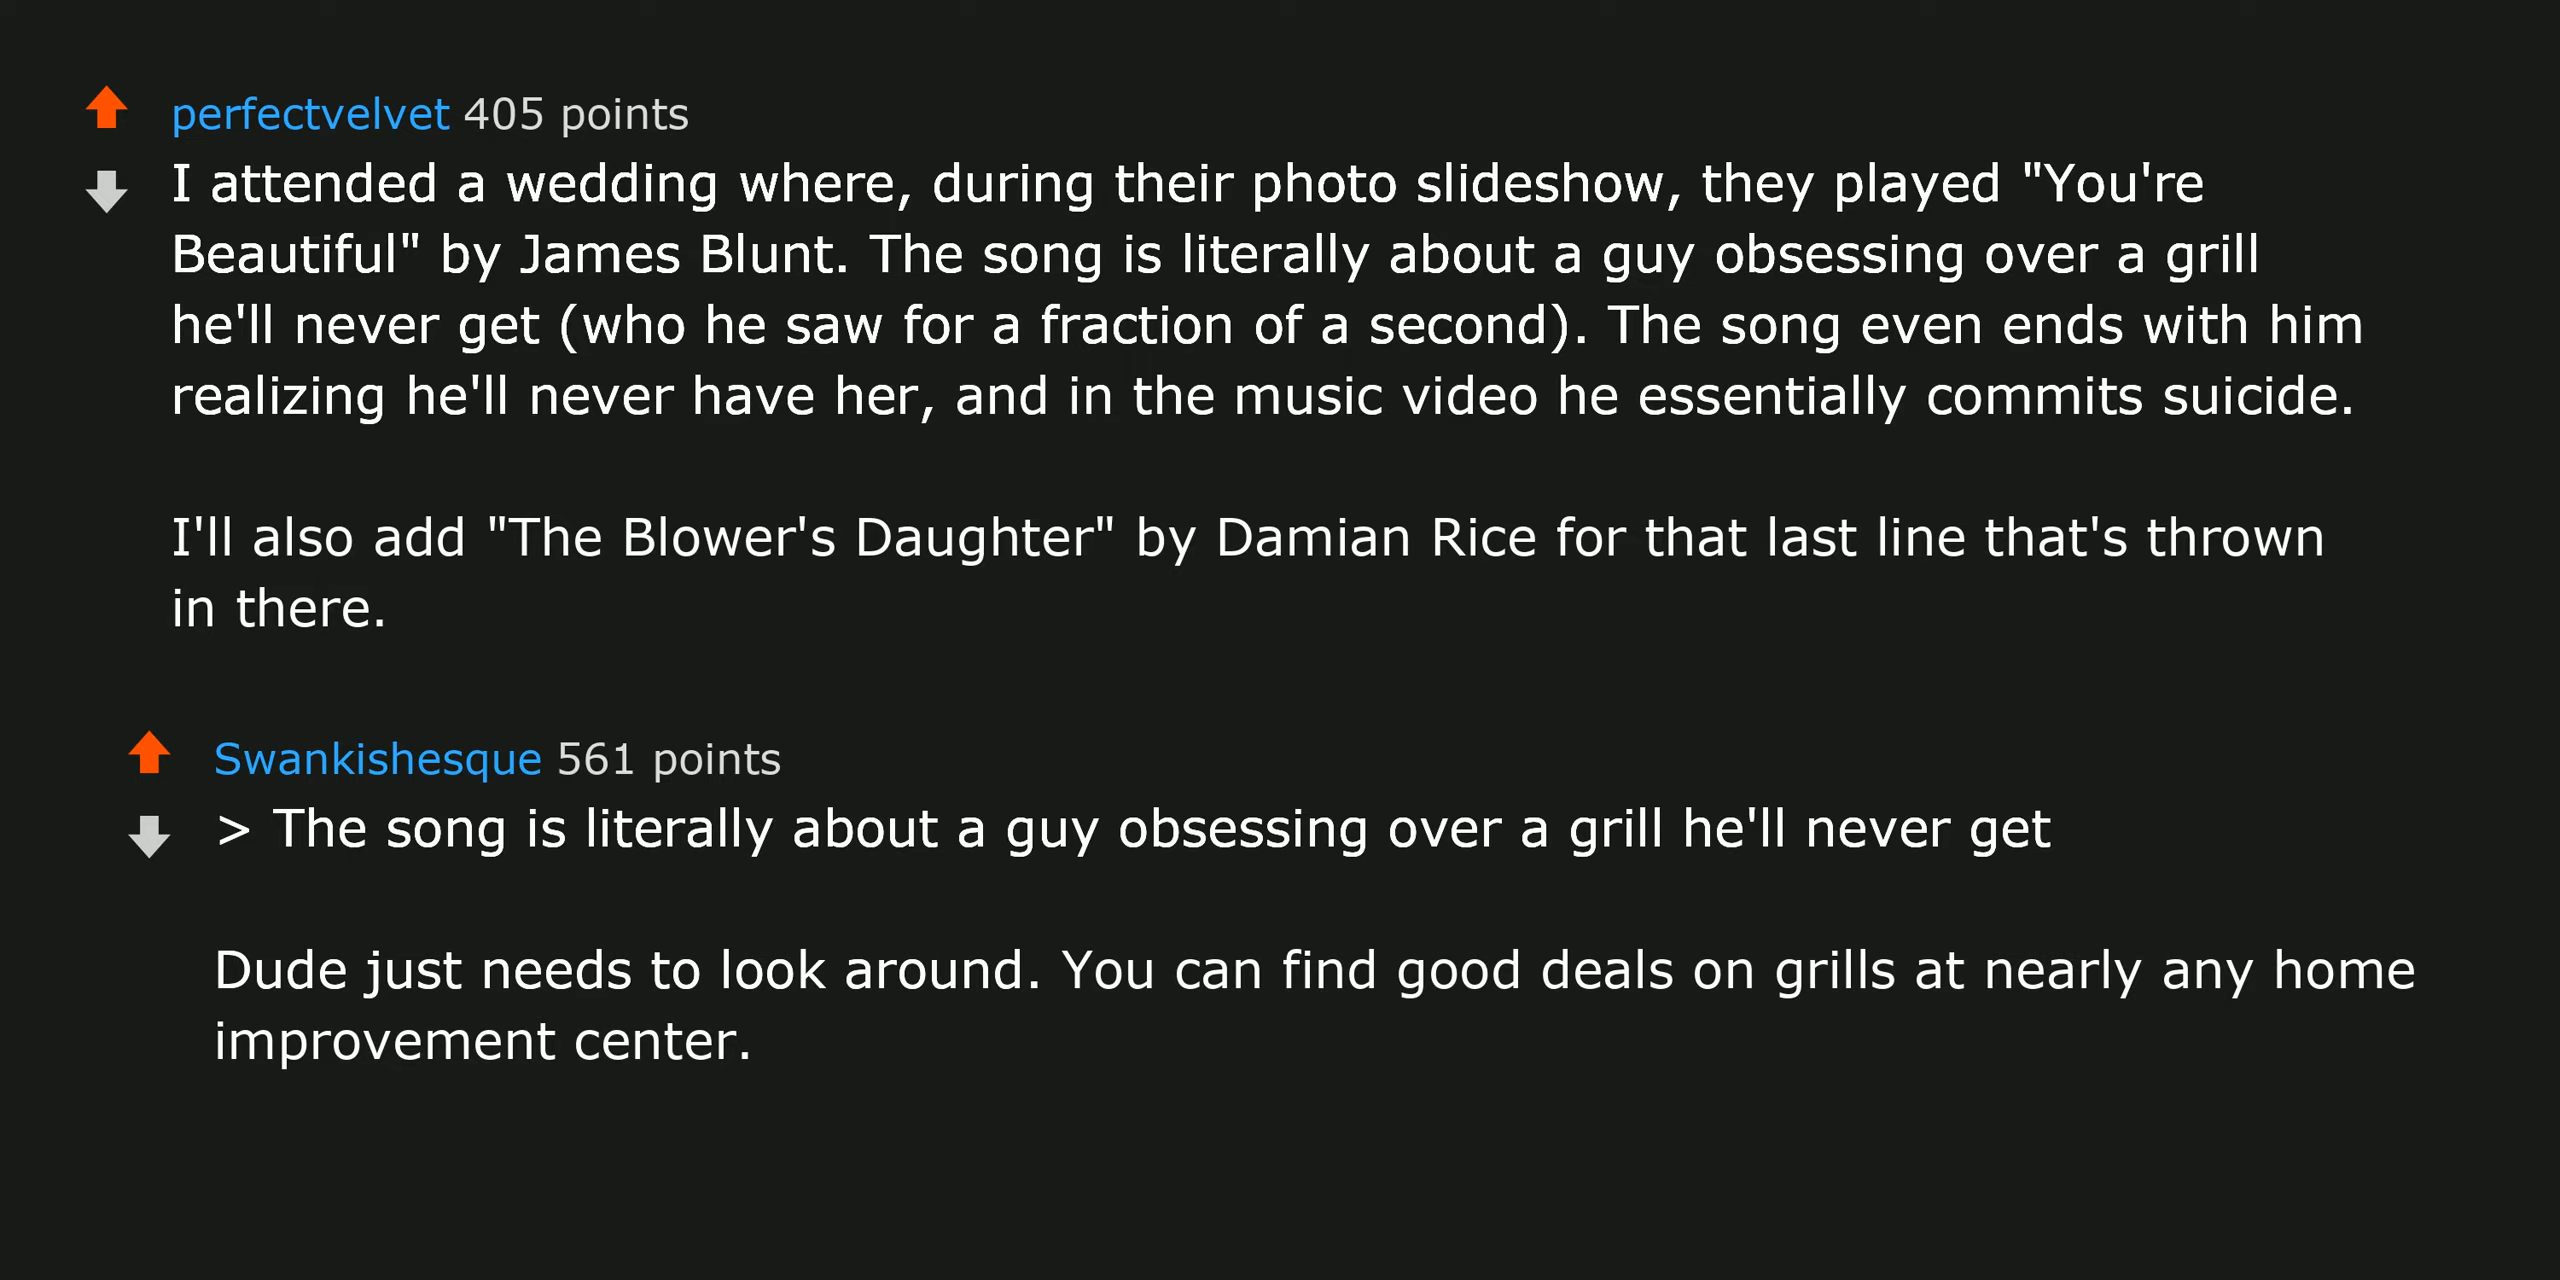 perfectvelvet 405 points
I attended a wedding where, during their photo slideshow, they played "You're
Beautiful" by James Blunt. The song is literally about a guy obsessing over a grill
he'll never get (who he saw for a fraction of a second). The song even ends with him
realizing he'll never have her, and in the music video he essentially commits suicide.
I'll also add "The Blower's Daughter" by Damian Rice for that last line that's thrown
in there.
Swankishesque 561 points
> The song is literally about a guy obsessing over a grill he'll never get
Dude just needs to look around. You can find good deals on grills at nearly any home
improvement center.